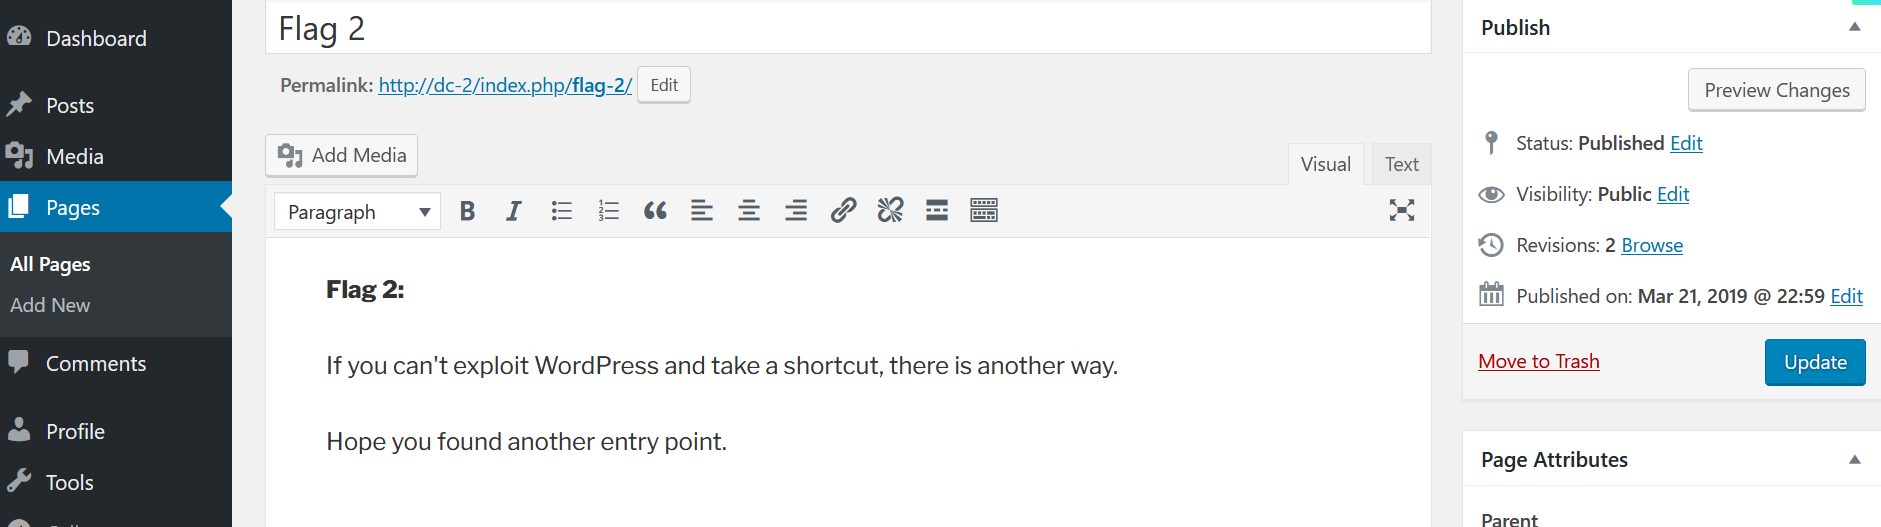 Dashboard
Posts
Media
Pages
All Pages
Add New
Comments
Profile
Tools
Flag 2
Permalink: http://dc-2/index.php/flag-2/ Edit
Add Media
Visual Text
Paragraph
Flag 2:
If you can't exploit WordPress and take a shortcut, there is another way.
Hope you found another entry point.
Publish
Preview Changes
Status: Published Edit
Visibility: Public Edit
Revisions: 2 Browse
Published on: Mar 21, 2019 @ 22:59 Edit
Move to Trash
Update
Page Attributes
Parent